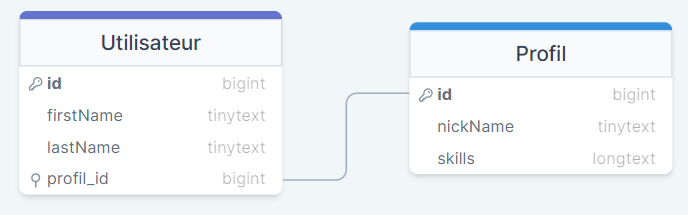 Utilisateur
id bigint
firstName tinytext
lastName tinytext
profil_id bigint
Profil
id bigint
nickName tinytext
skills longtext